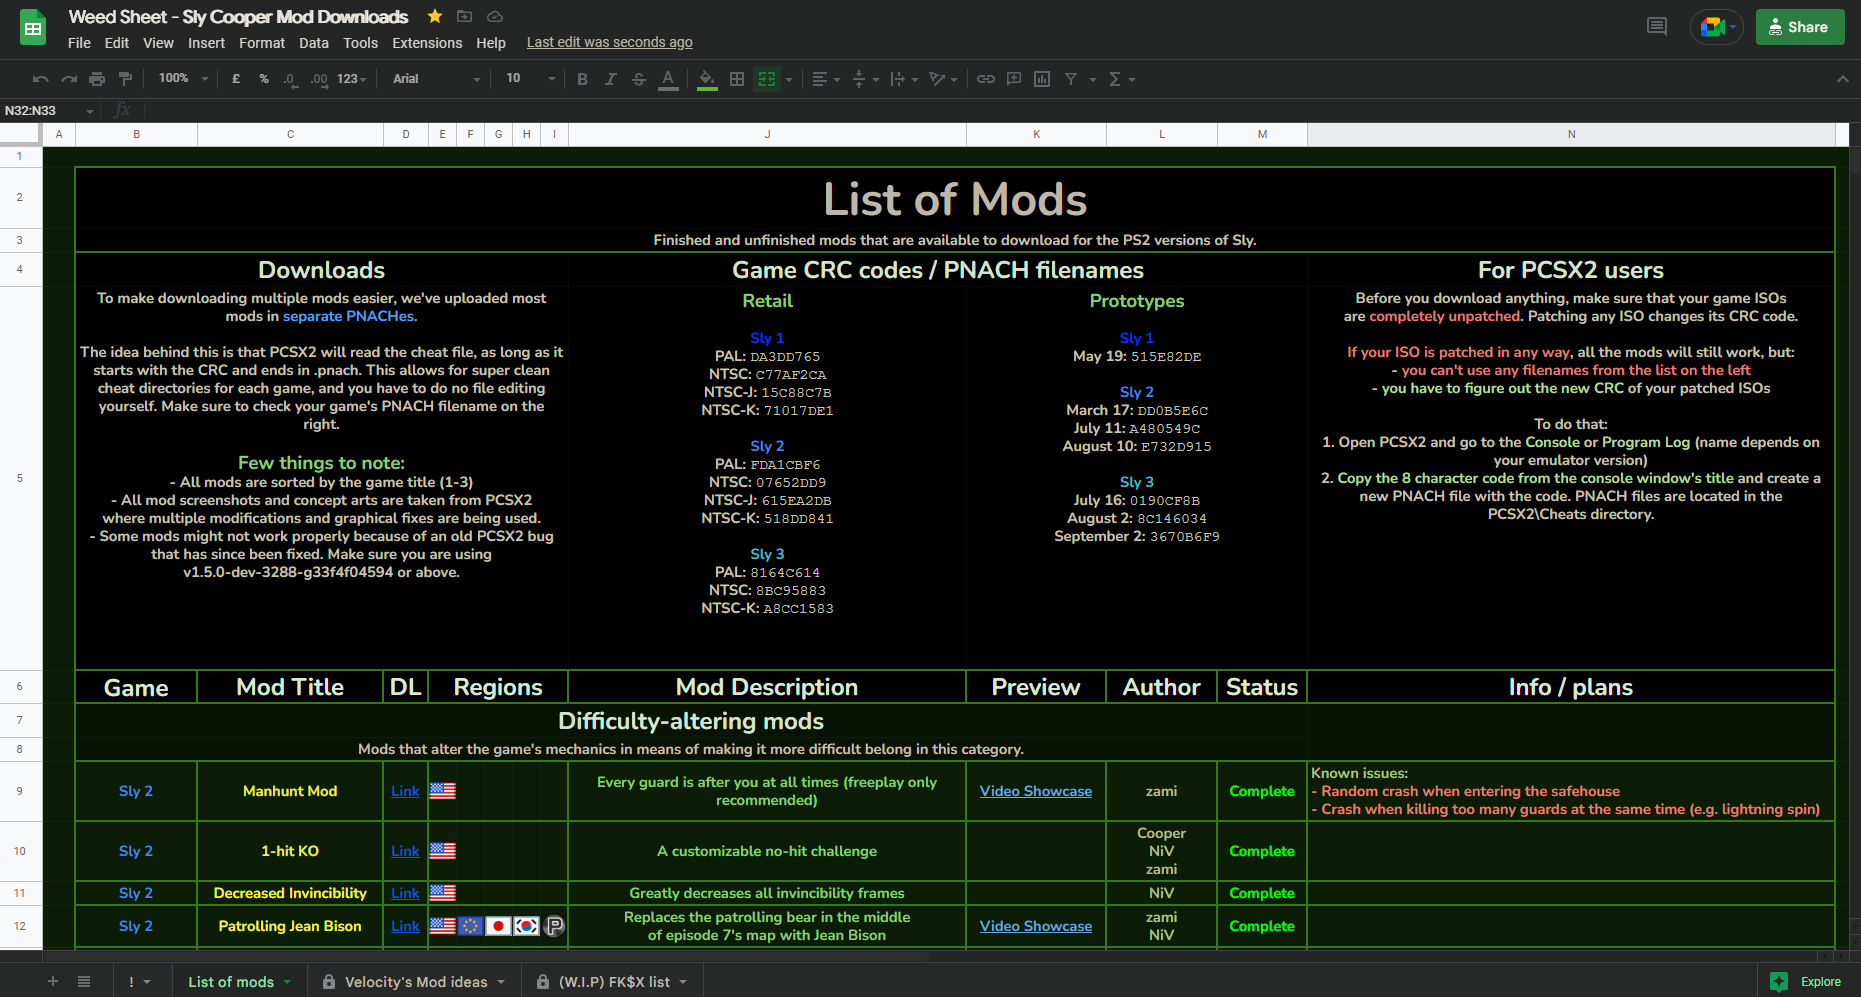 Weed Sheet - Sly Cooper Mod Downloads
File Edit View Insert Format Data Tools Extensions Help Last edit was seconds ago
Share
100% £ % .0 .00 123 Arial 10 B I S A
N32:N33 fx
A B C D E F G H I J K L M N
1
2 List of Mods
3 Finished and unfinished mods that are available to download for the PS2 versions of Sly.
4 Downloads Game CRC codes / PNACH filenames For PCSX2 users
5
To make downloading multiple mods easier, we've uploaded most
mods in separate PNACHes.
The idea behind this is that PCSX2 will read the cheat file, as long as it
starts with the CRC and ends in .pnach. This allows for super clean
cheat directories for each game, and you have to do no file editing
yourself. Make sure to check your game's PNACH filename on the
right.
Few things to note:
- All mods are sorted by the game title (1-3)
- All mod screenshots and concept arts are taken from PCSX2
where multiple modifications and graphical fixes are being used.
- Some mods might not work properly because of an old PCSX2 bug
that has since been fixed. Make sure you are using
v1.5.0-dev-3288-g33f4f04594 or above.
Retail
Sly 1
PAL: DA3DD765
NTSC: C77AF2CA
NTSC-J: 15C88C7B
NTSC-K: 71017DE1
Sly 2
PAL: FDA1CBF6
NTSC: 07652DD9
NTSC-J: 615EA2DB
NTSC-K: 518DD841
Sly 3
PAL: 8164C614
NTSC: 8BC95883
NTSC-K: A8CC1583
Prototypes
Sly 1
May 19: 515E82DE
Sly 2
March 17: DD0B5E6C
July 11: A480549C
August 10: E732D915
Sly 3
July 16: 0190CF8B
August 2: 8C146034
September 2: 3670B6F9
Before you download anything, make sure that your game ISOs
are completely unpatched. Patching any ISO changes its CRC code.
If your ISO is patched in any way, all the mods will still work, but:
- you can't use any filenames from the list on the left
- you have to figure out the new CRC of your patched ISOs
To do that:
1. Open PCSX2 and go to the Console or Program Log (name depends on
your emulator version)
2. Copy the 8 character code from the console window's title and create a
new PNACH file with the code. PNACH files are located in the
PCSX2\Cheats directory.
6 Game Mod Title DL Regions Mod Description Preview Author Status Info / plans
7 Difficulty-altering mods
8 Mods that alter the game's mechanics in means of making it more difficult belong in this category.
9 Sly 2 Manhunt Mod Link
Every guard is after you at all times (freeplay only
recommended)
Video Showcase zami Complete
Known issues:
- Random crash when entering the safehouse
- Crash when killing too many guards at the same time (e.g. lightning spin)
10 Sly 2 1-hit KO Link A customizable no-hit challenge
Cooper
NiV
zami
Complete
11 Sly 2 Decreased Invincibility Link Greatly decreases all invincibility frames NiV Complete
12 Sly 2 Patrolling Jean Bison Link P
Replaces the patrolling bear in the middle
of episode 7's map with Jean Bison
Video Showcase
zami
NiV
Complete
! List of mods Velocity's Mod ideas (W.I.P) FK$X list Explore